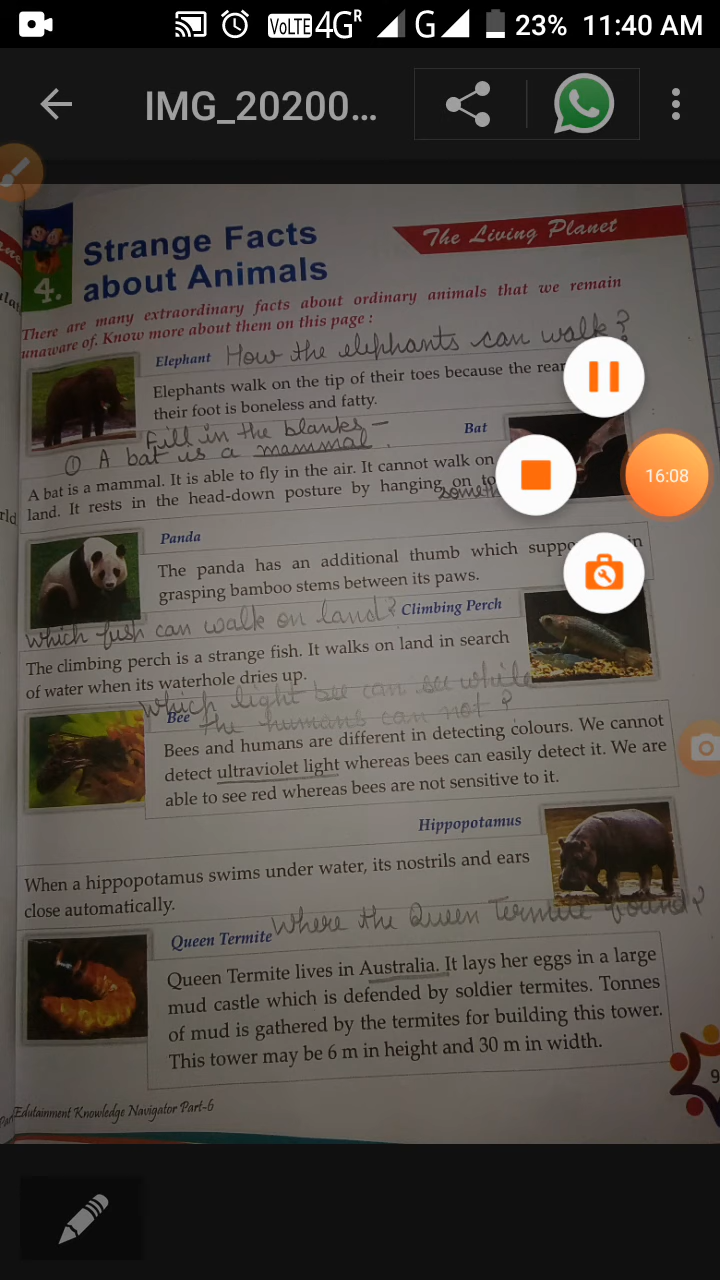 VoLTE 4G R G 23% 11:40 AM
IMG_20200...
4.
Strange Facts
about Animals
The Living Planet
There are many extraordinary facts about ordinary animals that we remain
unaware of. Know more about them on this page :
Elephant How the elephants can walk?
Elephants walk on the tip of their toes because the rear
their foot is boneless and fatty.
Fill in the blanks -
① A bat is a mammal.
Bat
A bat is a mammal. It is able to fly in the air. It cannot walk on
land. It rests in the head-down posture by hanging on to
16:08
Panda
The panda has an additional thumb which in
grasping bamboo stems between its paws.
which fish can walk on land? Climbing Perch
The climbing perch is a strange fish. It walks on land in search
of water when its waterhole dries up.
Which light bee can see while
the humans can not?
Bee
Bees and humans are different in detecting colours. We cannot
detect ultraviolet light whereas bees can easily detect it. We are
able to see red whereas bees are not sensitive to it.
Hippopotamus
When a hippopotamus swims under water, its nostrils and ears
close automatically.
Queen Termite Where the Queen Termite found?
Queen Termite lives in Australia. It lays her eggs in a large
mud castle which is defended by soldier termites. Tonnes
of mud is gathered by the termites for building this tower.
This tower may be 6 m in height and 30 m in width.
Edutainment Knowledge Navigator Part-6
9